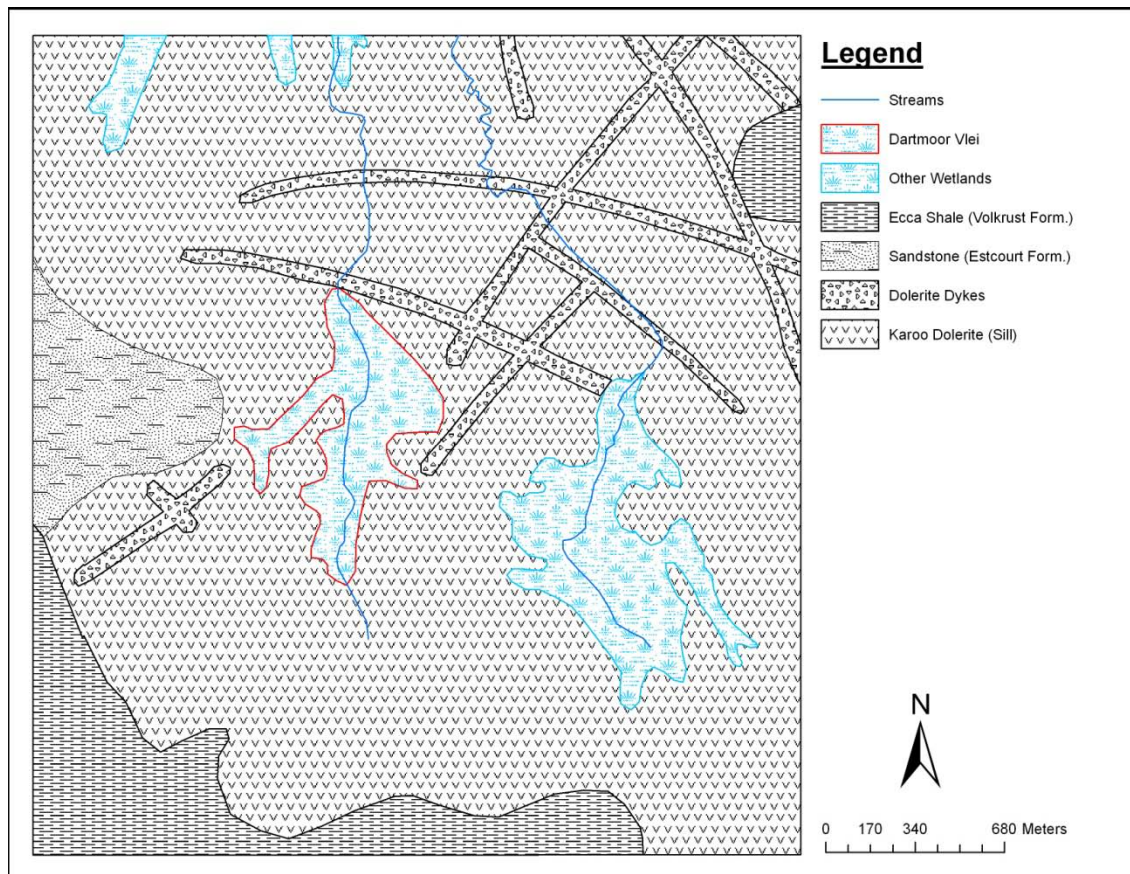 Legend
Streams
Dartmoor Vlei
Other Wetlands
Ecca Shale (Volkrust Form.)
Sandstone (Estcourt Form.)
Dolerite Dykes
Karoo Dolerite (Sill)
N
0 170 340 680 Meters